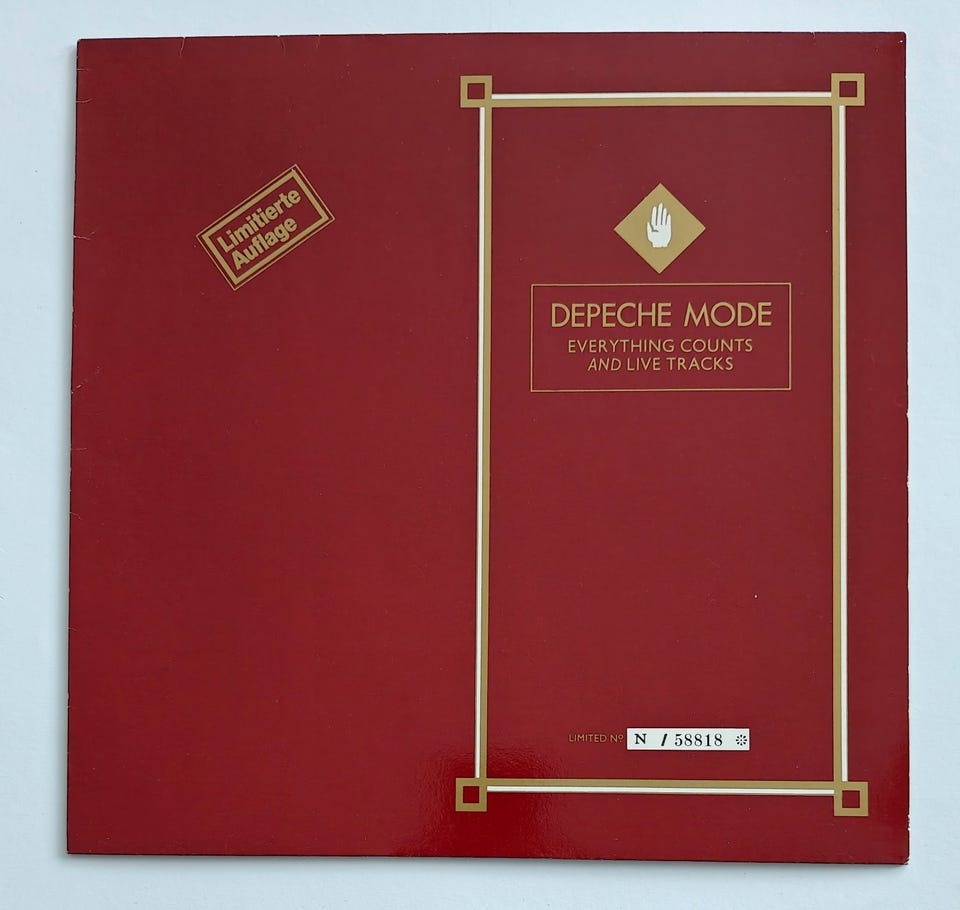 Limitierte
Auflage
DEPECHE MODE
EVERYTHING COUNTS
AND LIVE TRACKS
LIMITED Nº N / 58818 ❊